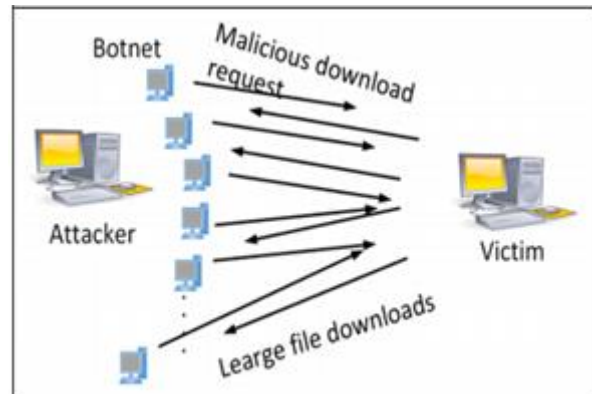 Botnet
Malicious download
request
Attacker
Victim
Learge file downloads